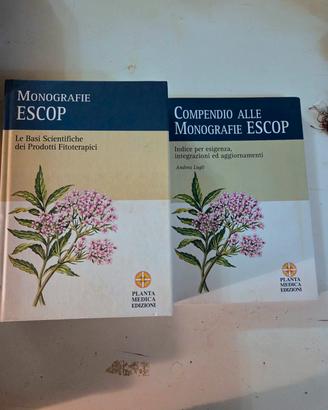 MONOGRAFIE
ESCOP
Le Basi Scientifiche
dei Prodotti Fitoterapici
PLANTA
MEDICA
EDIZIONI
COMPENDIO ALLE
MONOGRAFIE ESCOP
Indice per esigenza,
integrazioni ed aggiornamenti
Andrea Lugli
PLANTA
MEDICA
EDIZIONI